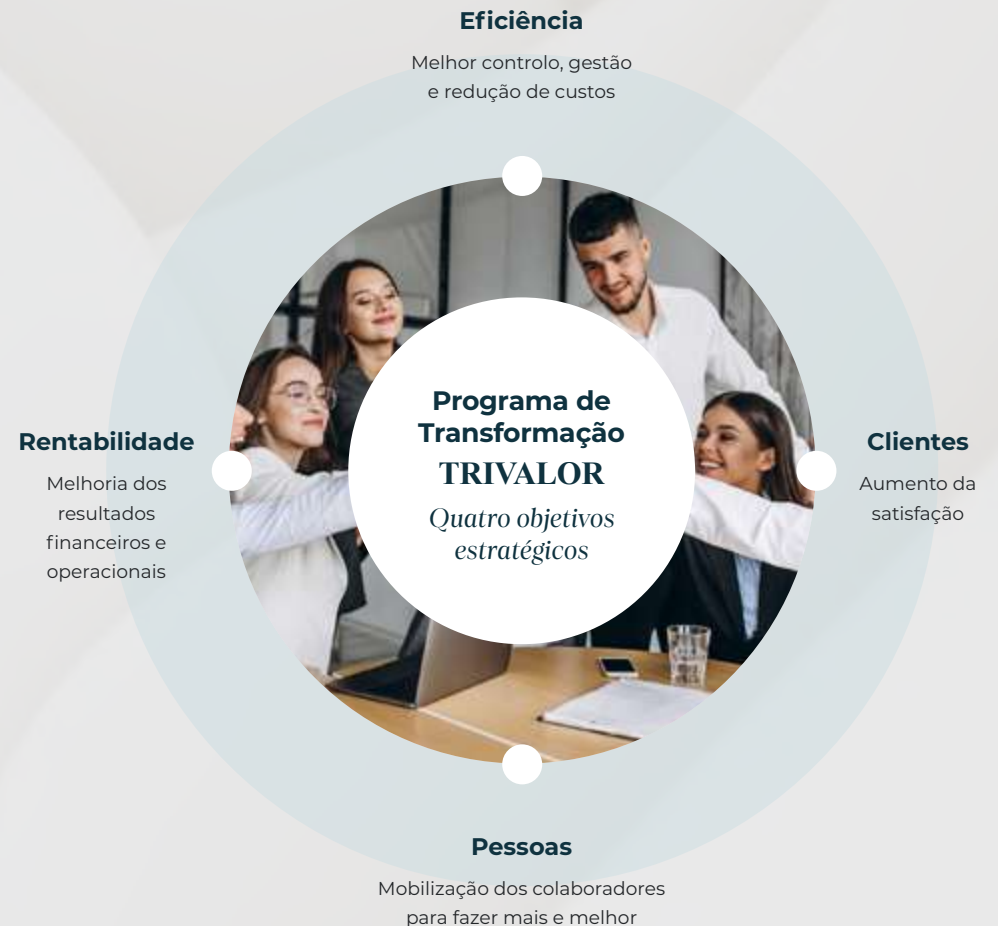 Eficiência
Melhor controlo, gestão
e redução de custos
Programa de
Transformação
TRIVALOR
Quatro objetivos
estratégicos
Rentabilidade
Melhoria dos
resultados
financeiros e
operacionais
Clientes
Aumento da
satisfação
Pessoas
Mobilização dos colaboradores
para fazer mais e melhor